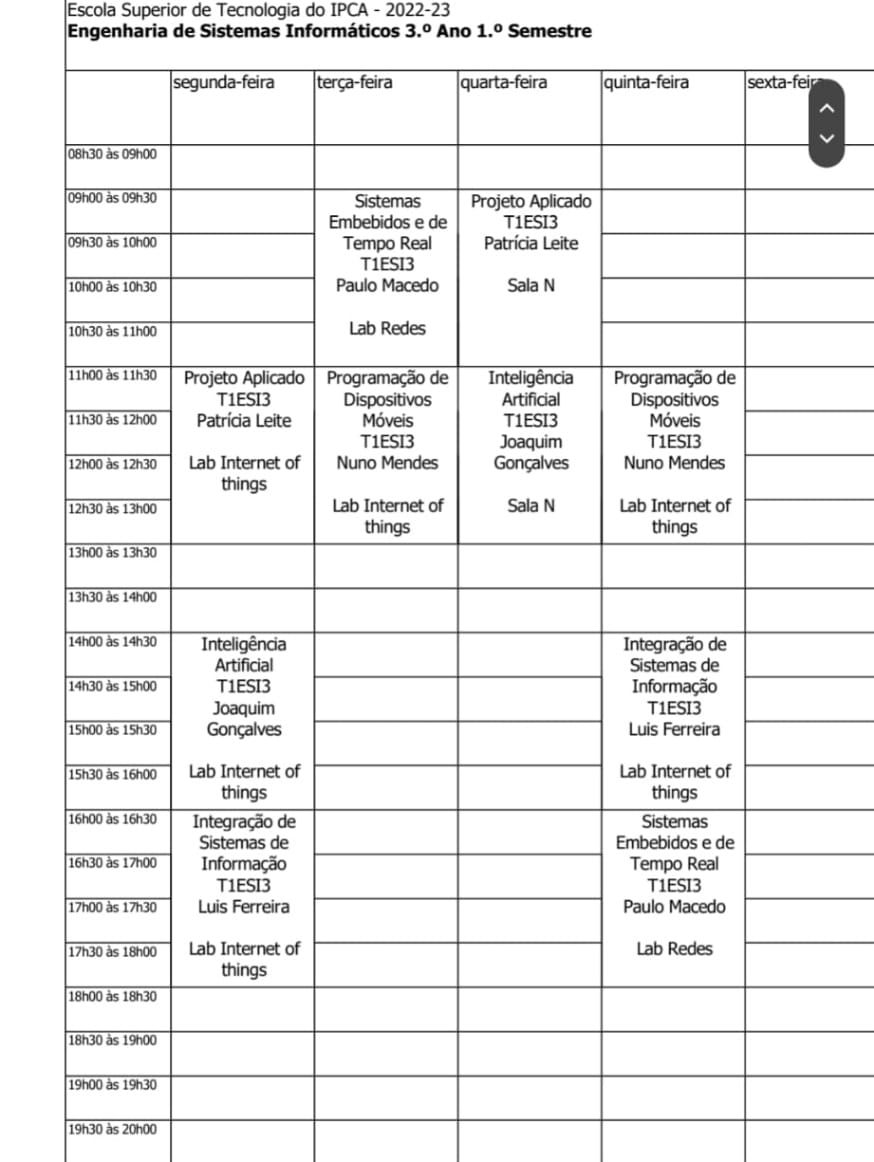 Escola Superior de Tecnologia do IPCA - 2022-23
Engenharia de Sistemas Informáticos 3.º Ano 1.º Semestre
segunda-feira terça-feira quarta-feira quinta-feira sexta-feira
08h30 às 09h00
09h00 às 09h30
09h30 às 10h00
10h00 às 10h30
10h30 às 11h00
Sistemas
Embebidos e de
Tempo Real
T1ESI3
Paulo Macedo
Lab Redes
Projeto Aplicado
T1ESI3
Patrícia Leite
Sala N
11h00 às 11h30
11h30 às 12h00
12h00 às 12h30
12h30 às 13h00
Projeto Aplicado
T1ESI3
Patrícia Leite
Lab Internet of
things
Programação de
Dispositivos
Móveis
T1ESI3
Nuno Mendes
Lab Internet of
things
Inteligência
Artificial
T1ESI3
Joaquim
Gonçalves
Sala N
Programação de
Dispositivos
Móveis
T1ESI3
Nuno Mendes
Lab Internet of
things
13h00 às 13h30
13h30 às 14h00
14h00 às 14h30
14h30 às 15h00
15h00 às 15h30
15h30 às 16h00
Inteligência
Artificial
T1ESI3
Joaquim
Gonçalves
Lab Internet of
things
Integração de
Sistemas de
Informação
T1ESI3
Luis Ferreira
Lab Internet of
things
16h00 às 16h30
16h30 às 17h00
17h00 às 17h30
17h30 às 18h00
Integração de
Sistemas de
Informação
T1ESI3
Luis Ferreira
Lab Internet of
things
Sistemas
Embebidos e de
Tempo Real
T1ESI3
Paulo Macedo
Lab Redes
18h00 às 18h30
18h30 às 19h00
19h00 às 19h30
19h30 às 20h00